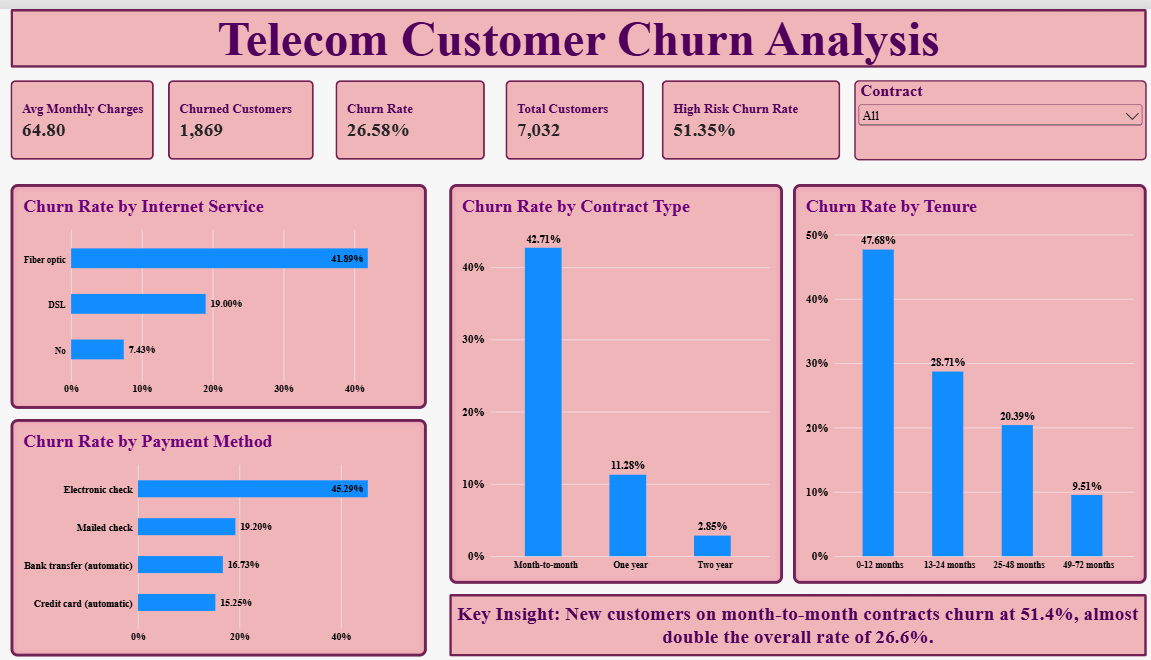 Telecom Customer Churn Analysis
Avg Monthly Charges
64.80
Churned Customers
1,869
Churn Rate
26.58%
Total Customers
7,032
High Risk Churn Rate
51.35%
Contract
All
Churn Rate by Internet Service
Fiber optic
41.89%
DSL
19.00%
No
7.43%
0% 10% 20% 30% 40%
Churn Rate by Payment Method
Electronic check
45.29%
Mailed check
19.20%
Bank transfer (automatic)
16.73%
Credit card (automatic)
15.25%
0% 20% 40%
Churn Rate by Contract Type
40%
30%
20%
10%
0%
42.71%
11.28%
2.85%
Month-to-month One year Two year
Churn Rate by Tenure
50%
40%
30%
20%
10%
0%
47.68%
28.71%
20.39%
9.51%
0-12 months 13-24 months 25-48 months 49-72 months
Key Insight: New customers on month-to-month contracts churn at 51.4%, almost
double the overall rate of 26.6%.